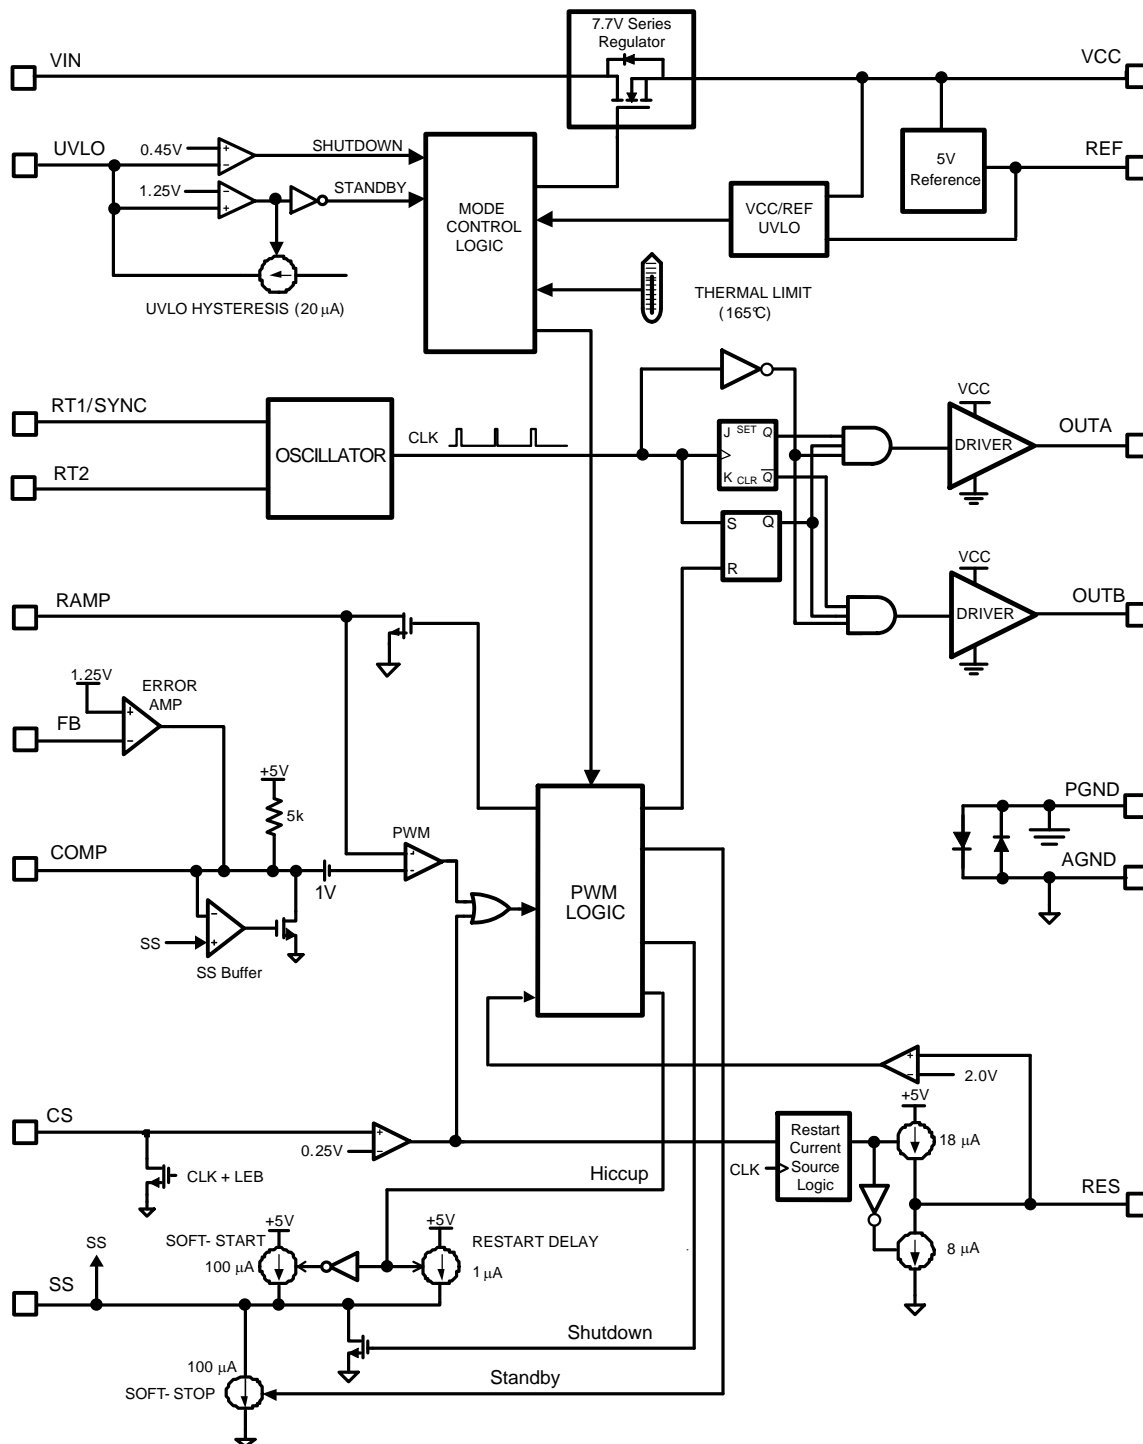 7.7V Series
Regulator
VIN
VCC
UVLO
0.45V
+
−
SHUTDOWN
1.25V
−
+
STANDBY
MODE
CONTROL
LOGIC
5V
Reference
REF
VCC/REF
UVLO
UVLO HYSTERESIS (20 µA)
THERMAL LIMIT
(165°C)
RT1/SYNC
RT2
OSCILLATOR
CLK
J SET Q
K CLR Q
S Q
R
VCC
DRIVER
OUTA
VCC
DRIVER
OUTB
RAMP
1.25V
ERROR
AMP
+
−
FB
+5V
5k
COMP
1V
PWM
−
SS
−
+
SS Buffer
PWM
LOGIC
PGND
AGND
+
−
2.0V
CS
0.25V
+
−
CLK + LEB
Restart
Current
Source
Logic
CLK
+5V
18 µA
8 µA
RES
Hiccup
+5V
SOFT- START
100 µA
+5V
RESTART DELAY
1 µA
SS
SS
Shutdown
100 µA
SOFT- STOP
Standby